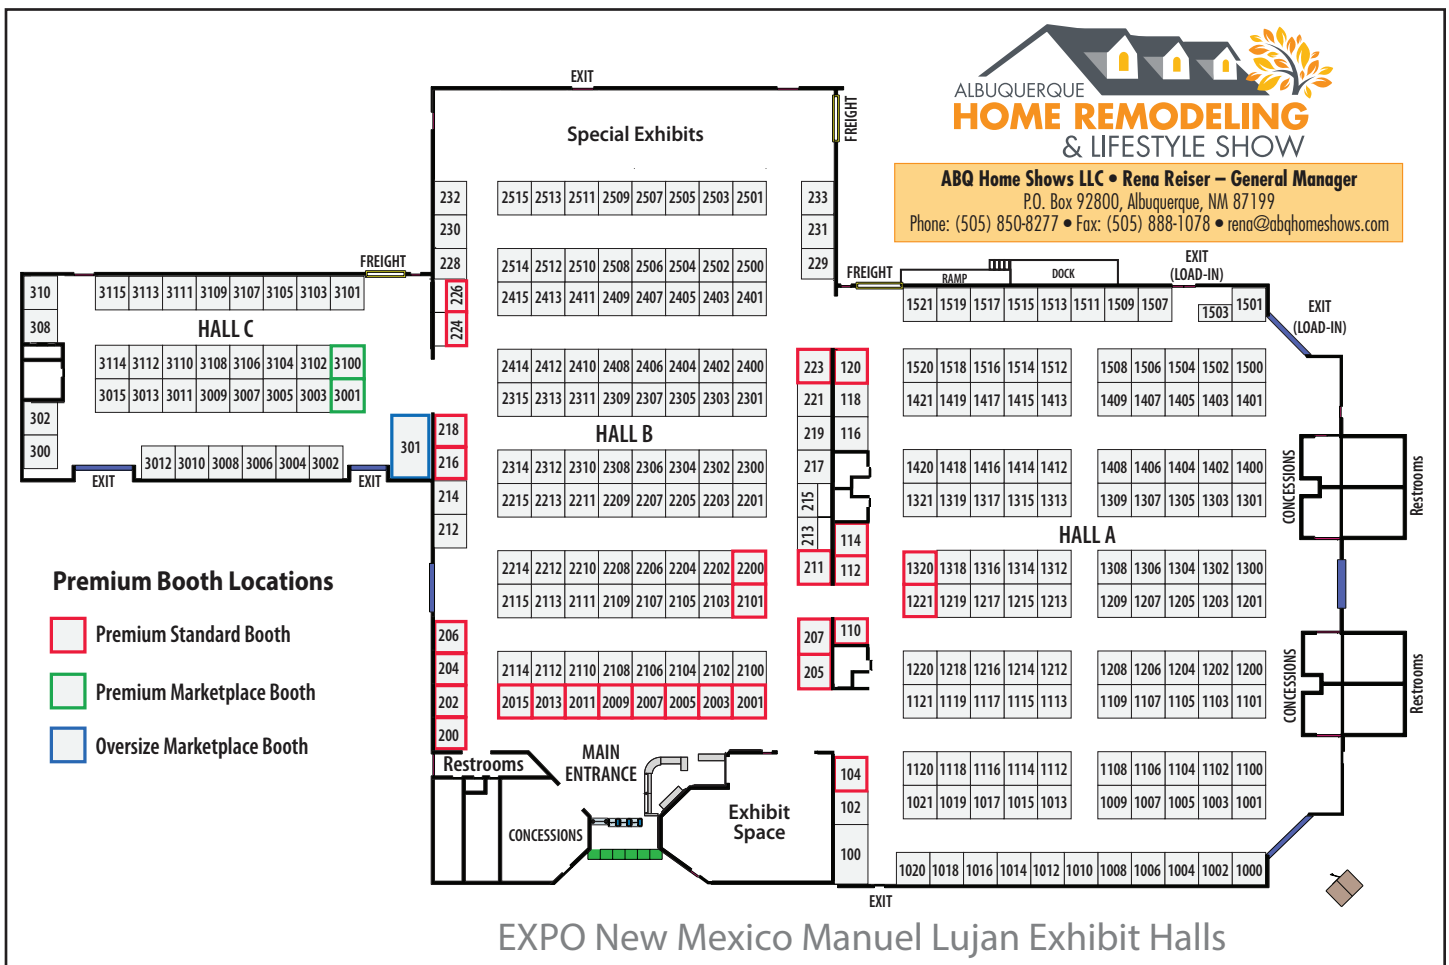 ALBUQUERQUE
HOME REMODELING
& LIFESTYLE SHOW
ABQ Home Shows LLC • Rena Reiser – General Manager
P.O. Box 92800, Albuquerque, NM 87199
Phone: (505) 850-8277 • Fax: (505) 888-1078 • rena@abqhomeshows.com
EXIT
FREIGHT
Special Exhibits
232
230
228
226
224
2515 2513 2511 2509 2507 2505 2503 2501
2514 2512 2510 2508 2506 2504 2502 2500
2415 2413 2411 2409 2407 2405 2403 2401
233
231
229
FREIGHT
310
308
302
300
3115 3113 3111 3109 3107 3105 3103 3101
HALL C
3114 3112 3110 3108 3106 3104 3102 3100
3015 3013 3011 3009 3007 3005 3003 3001
3012 3010 3008 3006 3004 3002
EXIT
EXIT
301
218
216
214
212
206
204
202
200
2414 2412 2410 2408 2406 2404 2402 2400
2315 2313 2311 2309 2307 2305 2303 2301
HALL B
2314 2312 2310 2308 2306 2304 2302 2300
2215 2213 2211 2209 2207 2205 2203 2201
2214 2212 2210 2208 2206 2204 2202 2200
2115 2113 2111 2109 2107 2105 2103 2101
2114 2112 2110 2108 2106 2104 2102 2100
2015 2013 2011 2009 2007 2005 2003 2001
223
221
219
217
215
213
211
207
205
120
118
116
114
112
110
104
102
100
FREIGHT
RAMP
DOCK
EXIT
(LOAD-IN)
EXIT
(LOAD-IN)
1521 1519 1517 1515 1513 1511 1509 1507
1503
1501
1520 1518 1516 1514 1512
1508 1506 1504 1502 1500
1421 1419 1417 1415 1413
1409 1407 1405 1403 1401
1420 1418 1416 1414 1412
1408 1406 1404 1402 1400
1321 1319 1317 1315 1313
1309 1307 1305 1303 1301
HALL A
1320 1318 1316 1314 1312
1308 1306 1304 1302 1300
1221 1219 1217 1215 1213
1209 1207 1205 1203 1201
1220 1218 1216 1214 1212
1208 1206 1204 1202 1200
1121 1119 1117 1115 1113
1109 1107 1105 1103 1101
1120 1118 1116 1114 1112
1108 1106 1104 1102 1100
1021 1019 1017 1015 1013
1009 1007 1005 1003 1001
1020 1018 1016 1014 1012 1010 1008 1006 1004 1002 1000
CONCESSIONS
Restrooms
CONCESSIONS
Restrooms
Premium Booth Locations
Premium Standard Booth
Premium Marketplace Booth
Oversize Marketplace Booth
Restrooms
MAIN
ENTRANCE
CONCESSIONS
Exhibit
Space
EXIT
EXPO New Mexico Manuel Lujan Exhibit Halls